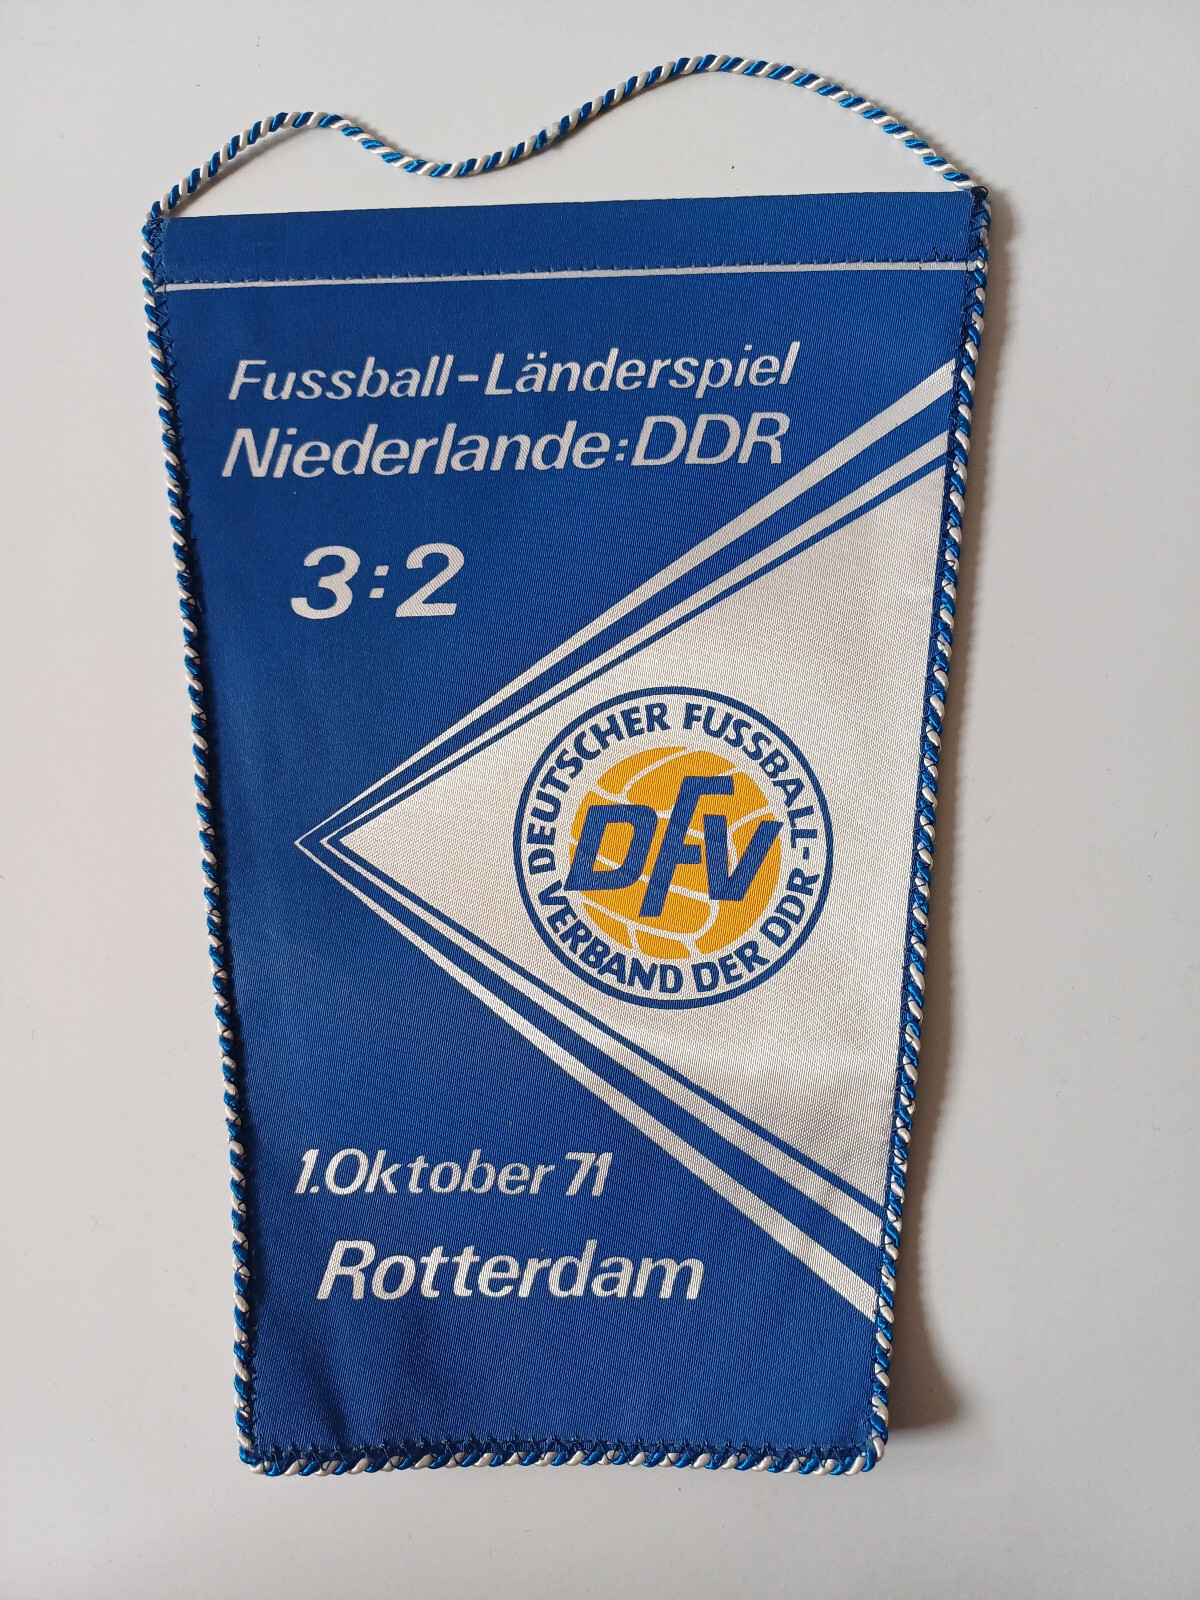 Fussball-Länderspiel
Niederlande:DDR
3:2
DEUTSCHER FUSSBALL-
VERBAND DER DDR
DFV
1.Oktober 71
Rotterdam